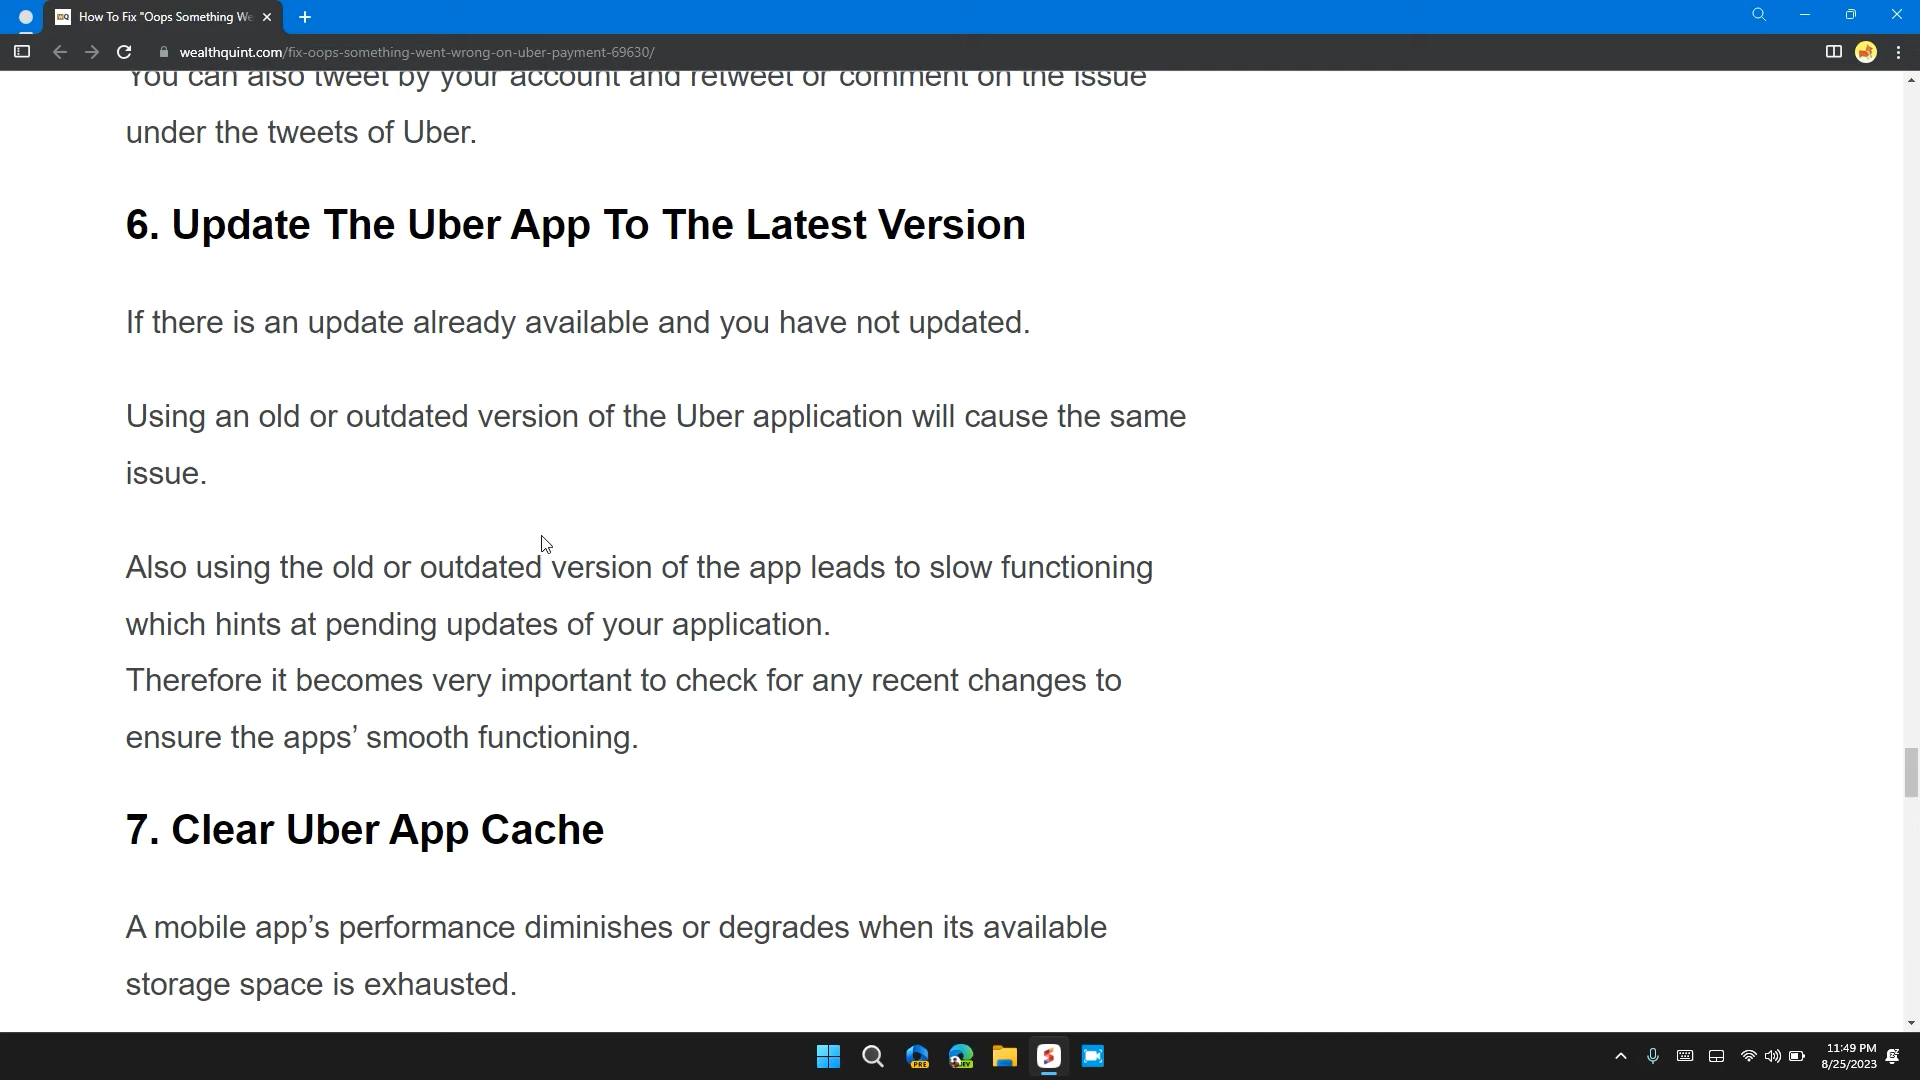 How To Fix "Oops Something We
wealthquint.com/fix-oops-something-went-wrong-on-uber-payment-69630/
You can also tweet by your account and retweet or comment on the issue
under the tweets of Uber.
6. Update The Uber App To The Latest Version
If there is an update already available and you have not updated.
Using an old or outdated version of the Uber application will cause the same
issue.
Also using the old or outdated version of the app leads to slow functioning
which hints at pending updates of your application.
Therefore it becomes very important to check for any recent changes to
ensure the apps’ smooth functioning.
7. Clear Uber App Cache
A mobile app’s performance diminishes or degrades when its available
storage space is exhausted.
PRE
11:49 PM
8/25/2023